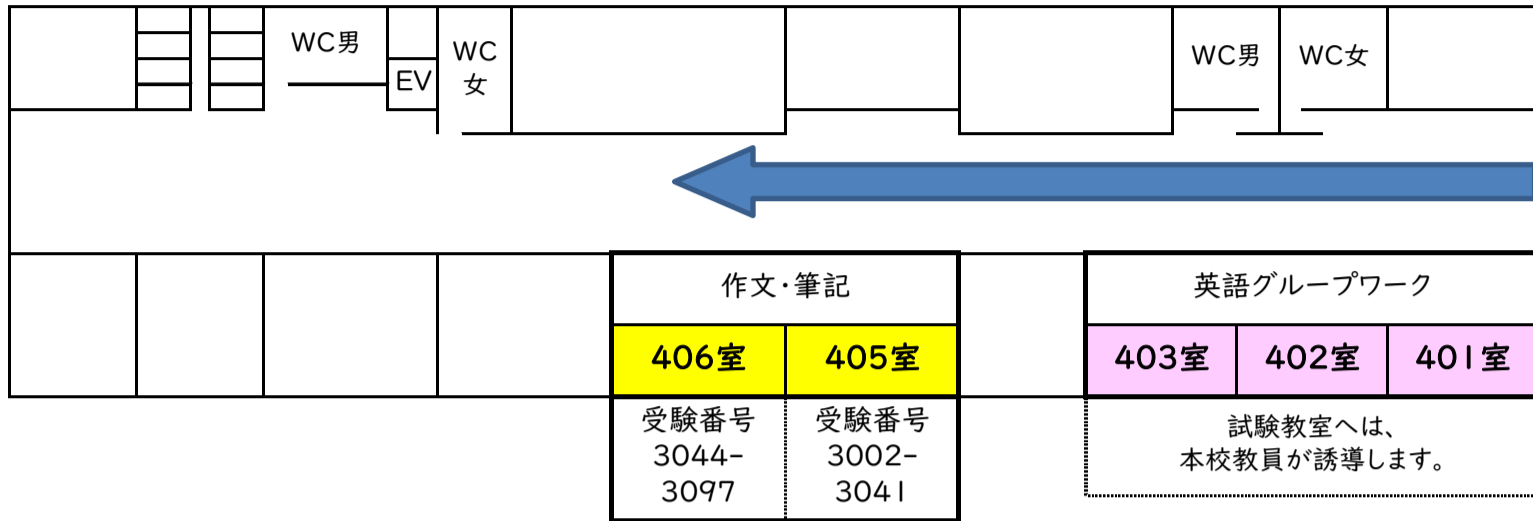 WC男
EV
WC
女
WC男
WC女
作文・筆記
406室
405室
受験番号
3044-
3097
受験番号
3002-
3041
英語グループワーク
403室
402室
401室
試験教室へは、
本校教員が誘導します。